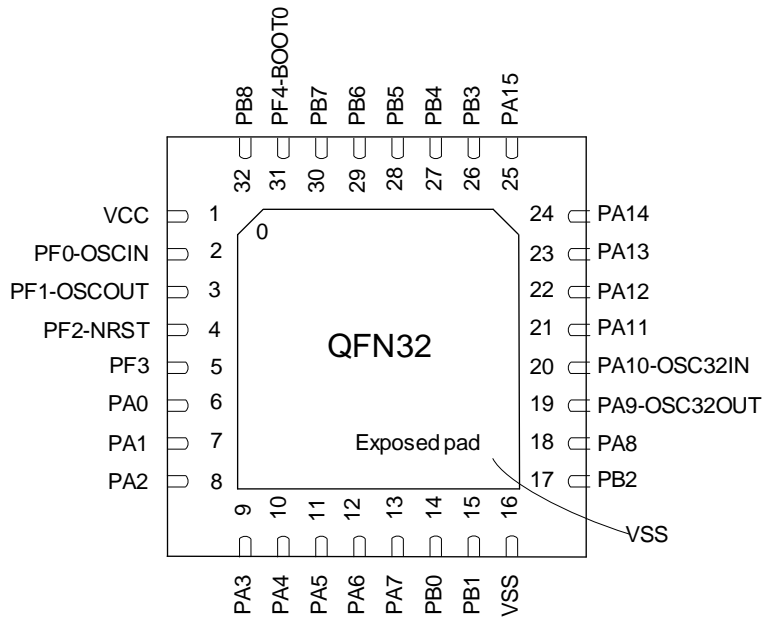 PB8
PF4-BOOT0
PB7
PB6
PB5
PB4
PB3
PA15
32
31
30
29
28
27
26
25
VCC 1
PF0-OSCIN 2
PF1-OSCOUT 3
PF2-NRST 4
PF3 5
PA0 6
PA1 7
PA2 8
0
QFN32
Exposed pad
24 PA14
23 PA13
22 PA12
21 PA11
20 PA10-OSC32IN
19 PA9-OSC32OUT
18 PA8
17 PB2
VSS
9
10
11
12
13
14
15
16
PA3
PA4
PA5
PA6
PA7
PB0
PB1
VSS